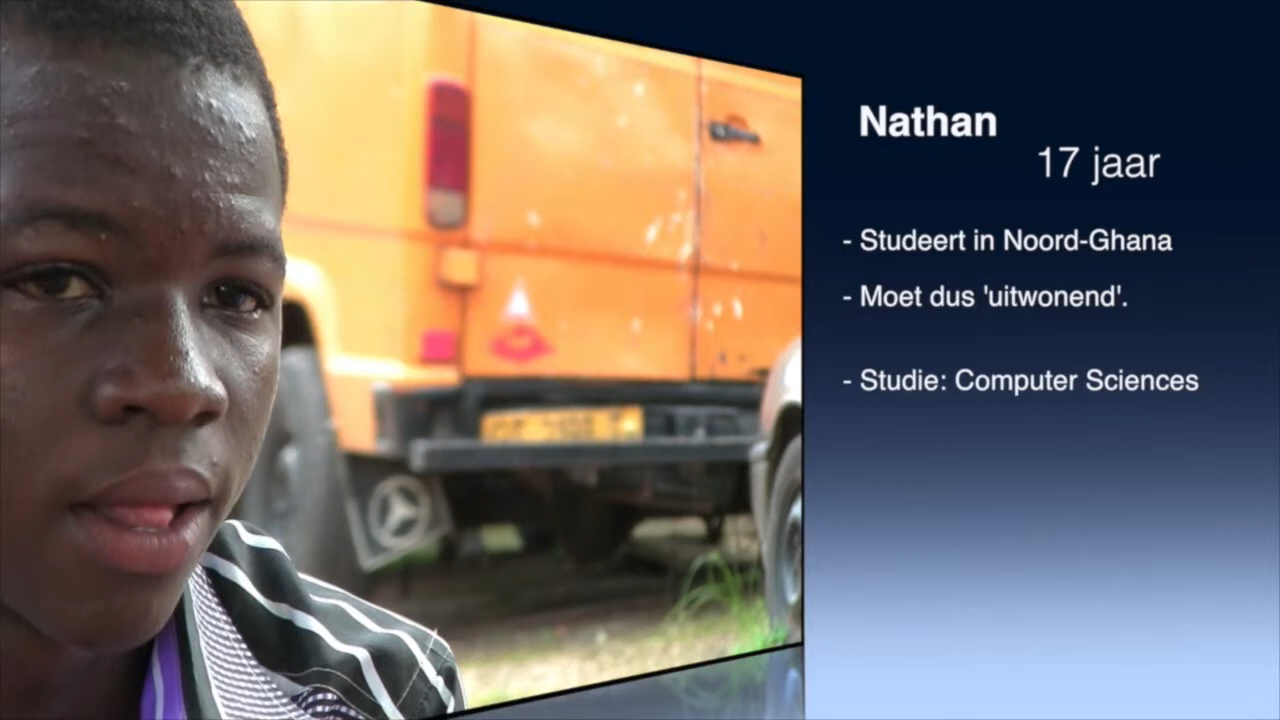 Nathan
17 jaar
- Studeert in Noord-Ghana
- Moet dus 'uitwonend'.
- Studie: Computer Sciences